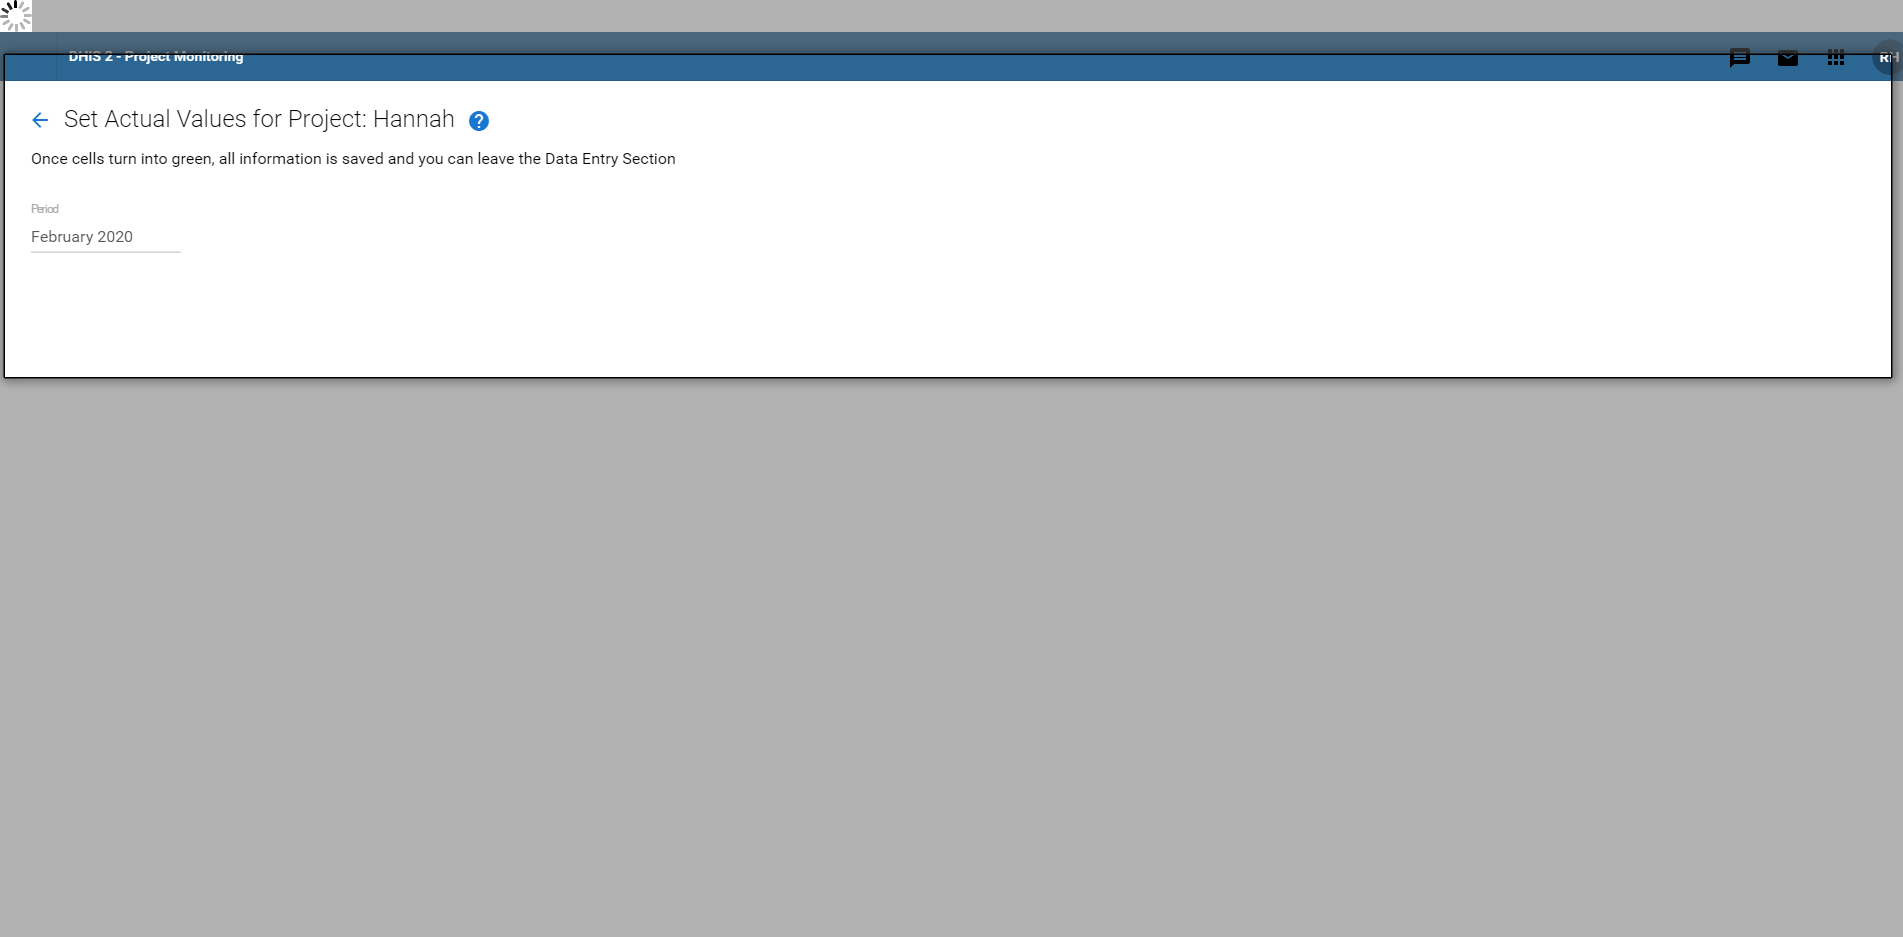 DHIS 2 - Project Monitoring
RH
Set Actual Values for Project: Hannah
Once cells turn into green, all information is saved and you can leave the Data Entry Section
Period
February 2020